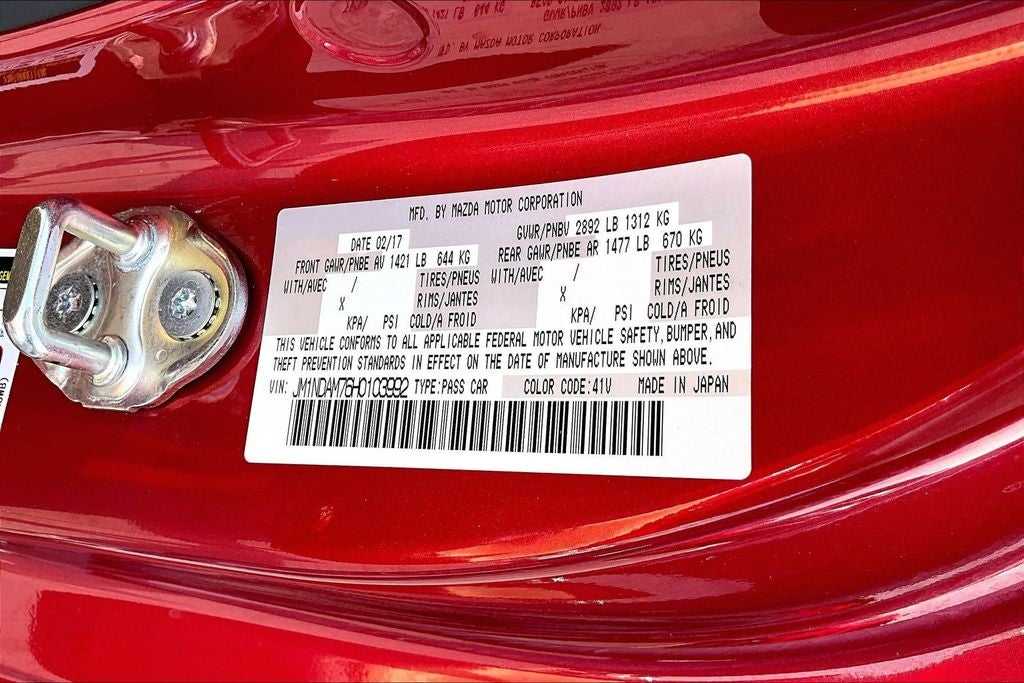 MFD. BY MAZDA MOTOR CORPORATION
DATE 02/17 GVWR/PNBV 2892 LB 1312 KG
FRONT GAWR/PNBE AV 1421 LB 644 KG REAR GAWR/PNBE AR 1477 LB 670 KG
WITH/AVEC / TIRES/PNEUS WITH/AVEC / TIRES/PNEUS
X RIMS/JANTES X RIMS/JANTES
KPA/ PSI COLD/A FROID KPA/ PSI COLD/A FROID
THIS VEHICLE CONFORMS TO ALL APPLICABLE FEDERAL MOTOR VEHICLE SAFETY, BUMPER, AND
THEFT PREVENTION STANDARDS IN EFFECT ON THE DATE OF MANUFACTURE SHOWN ABOVE.
VIN: JM1NDAM76H0103992 TYPE:PASS CAR COLOR CODE:41V MADE IN JAPAN